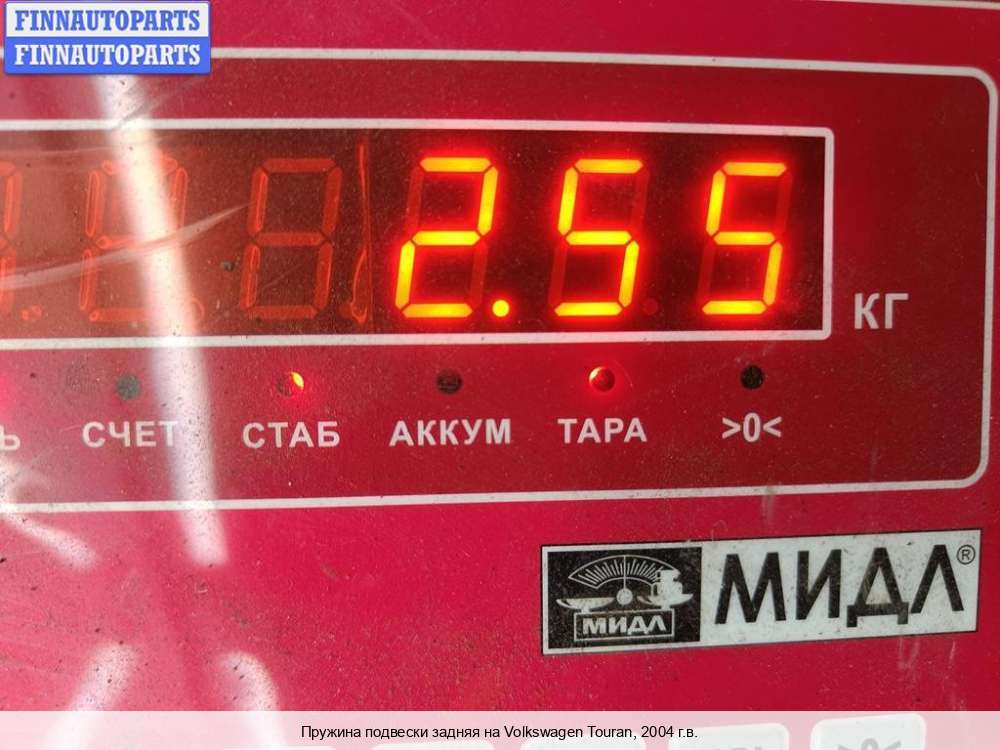 FINNAUTOPARTS
FINNAUTOPARTS
2.55
КГ
СЧЕТ СТАБ АККУМ ТАРА >0<
МИДЛ
МИДЛ®
Пружина подвески задняя на Volkswagen Touran, 2004 г.в.